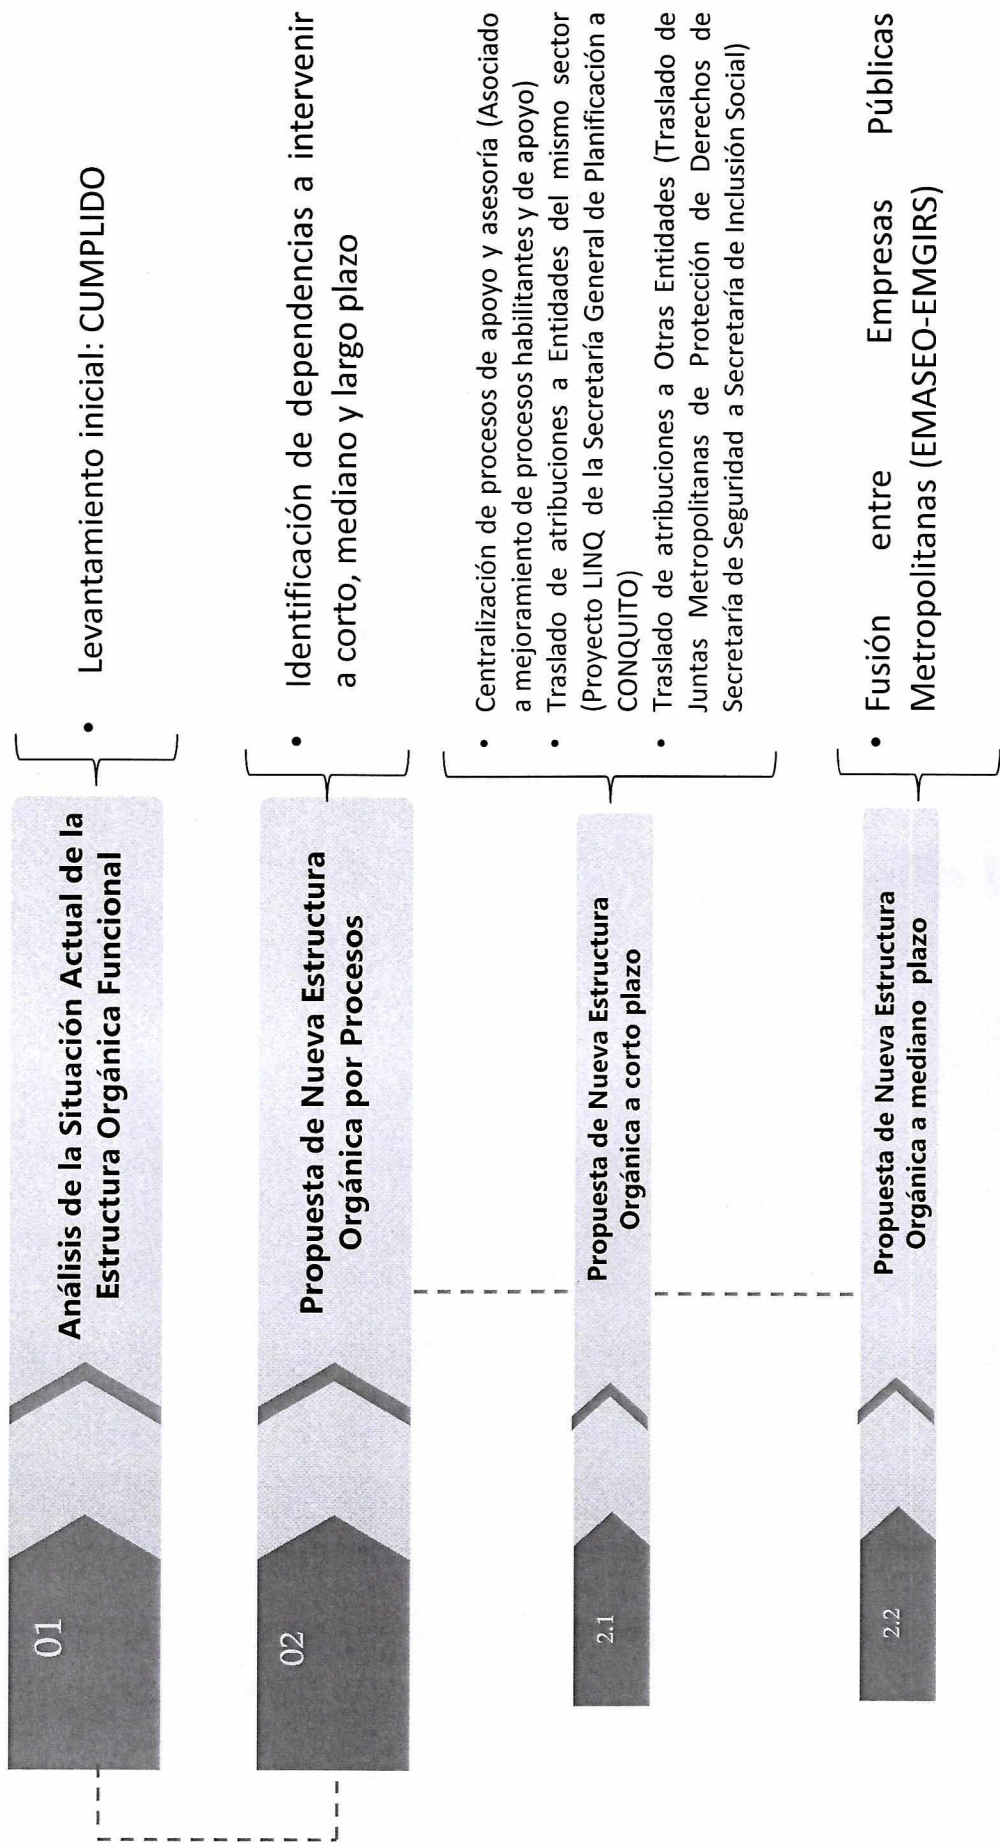 01
Análisis de la Situación Actual de la
Estructura Orgánica Funcional
• Levantamiento inicial: CUMPLIDO
02
Propuesta de Nueva Estructura
Orgánica por Procesos
• Identificación de dependencias a intervenir
a corto, mediano y largo plazo
2.1
Propuesta de Nueva Estructura
Orgánica a corto plazo
• Centralización de procesos de apoyo y asesoría (Asociado
a mejoramiento de procesos habilitantes y de apoyo)
• Traslado de atribuciones a Entidades del mismo sector
(Proyecto LINQ de la Secretaría General de Planificación a
CONQUITO)
• Traslado de atribuciones a Otras Entidades (Traslado de
Juntas Metropolitanas de Protección de Derechos de
Secretaría de Seguridad a Secretaría de Inclusión Social)
2.2
Propuesta de Nueva Estructura
Orgánica a mediano plazo
• Fusión entre Empresas Públicas
Metropolitanas (EMASEO-EMGIRS)